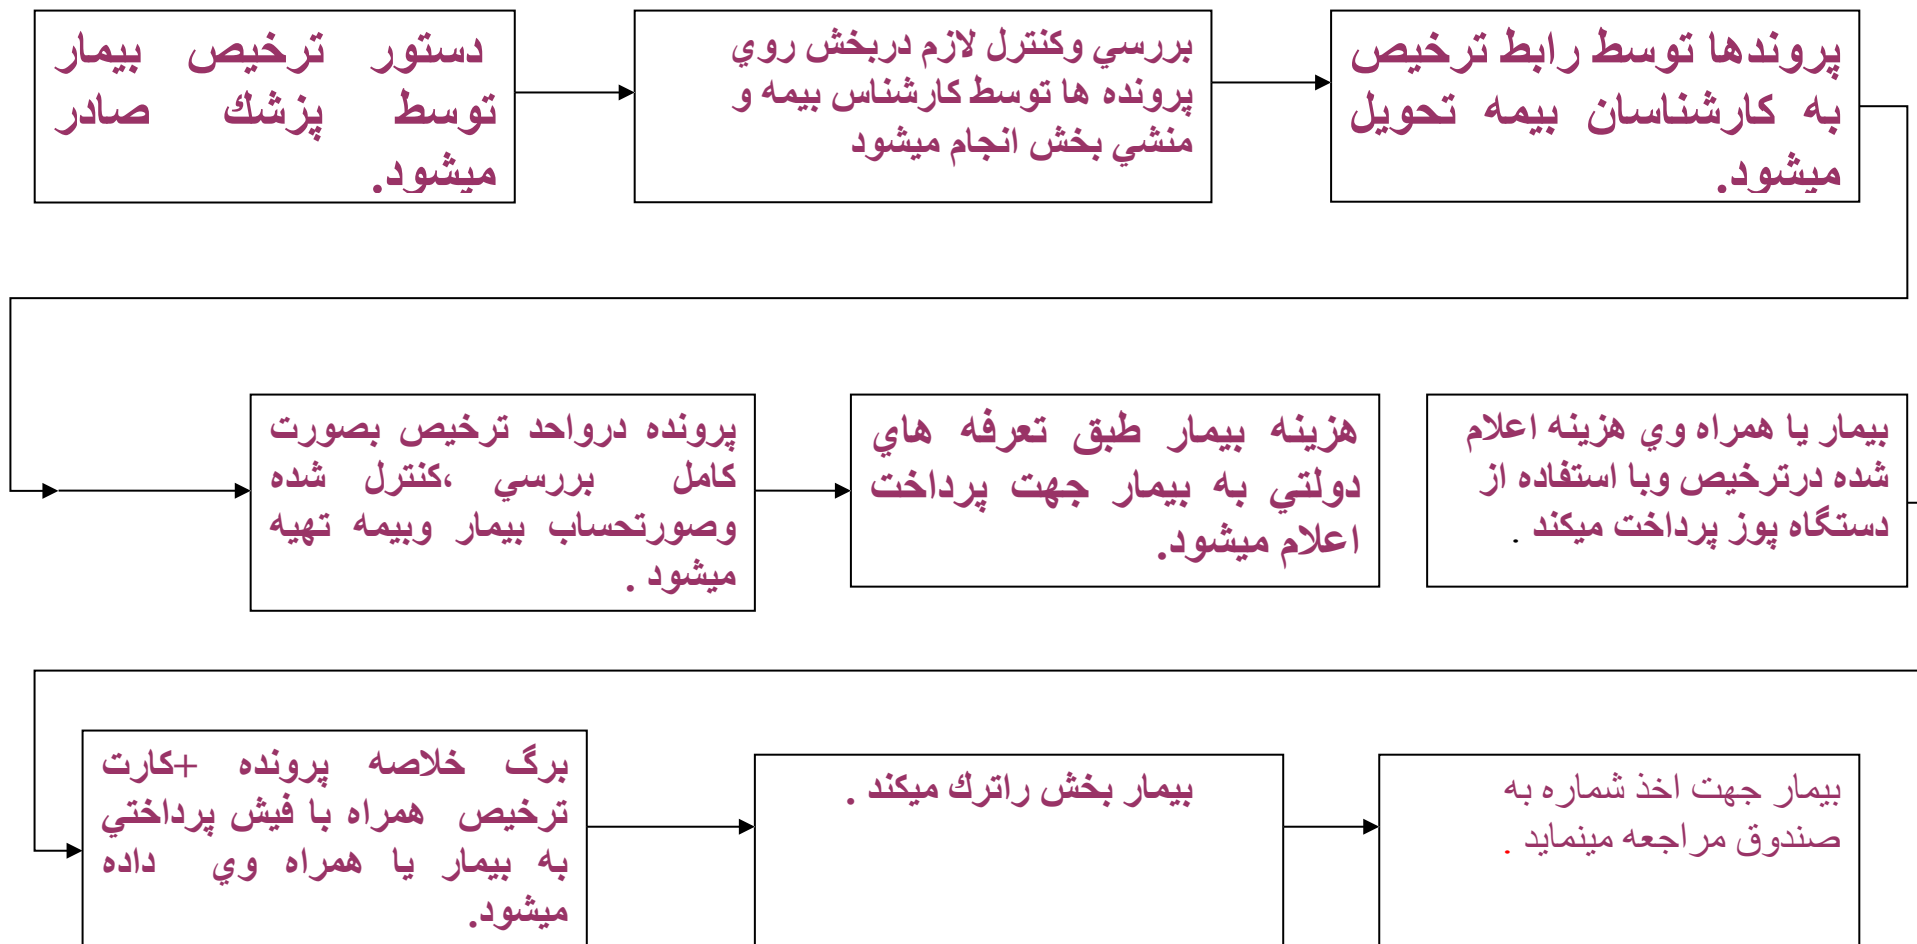 دستور ترخيص بيمار
توسط پزشك صادر
ميشود.
بررسي وكنترل لازم دربخش روي
پرونده ها توسط كارشناس بيمه و
منشي بخش انجام ميشود
پروندها توسط رابط ترخيص
به كارشناسان بيمه تحويل
ميشود.
پرونده درواحد ترخيص بصورت
كامل بررسي ،كنترل شده
وصورتحساب بيمار وبيمه تهيه
ميشود .
هزينه بيمار طبق تعرفه هاي
دولتي به بيمار جهت پرداخت
اعلام ميشود.
بيمار يا همراه وي هزينه اعلام
شده درترخيص وبا استفاده از
دستگاه پوز پرداخت ميكند .
برگ خلاصه پرونده +كارت
ترخيص همراه با فيش پرداختي
به بيمار يا همراه وي داده
ميشود.
بيمار بخش راترك ميكند .
بيمار جهت اخذ شماره به
صندوق مراجعه مينمايد .